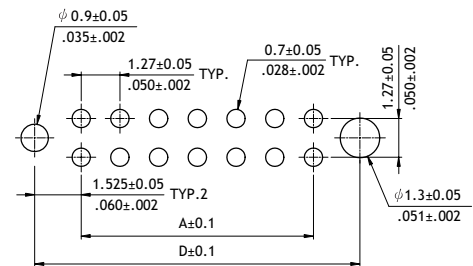 ϕ 0.9±0.05
.035±.002
1.27±0.05
.050±.002
TYP.
0.7±0.05
.028±.002
TYP.
1.27±0.05
.050±.002
1.525±0.05
.060±.002
TYP.2
ϕ1.3±0.05
.051±.002
A±0.1
D±0.1